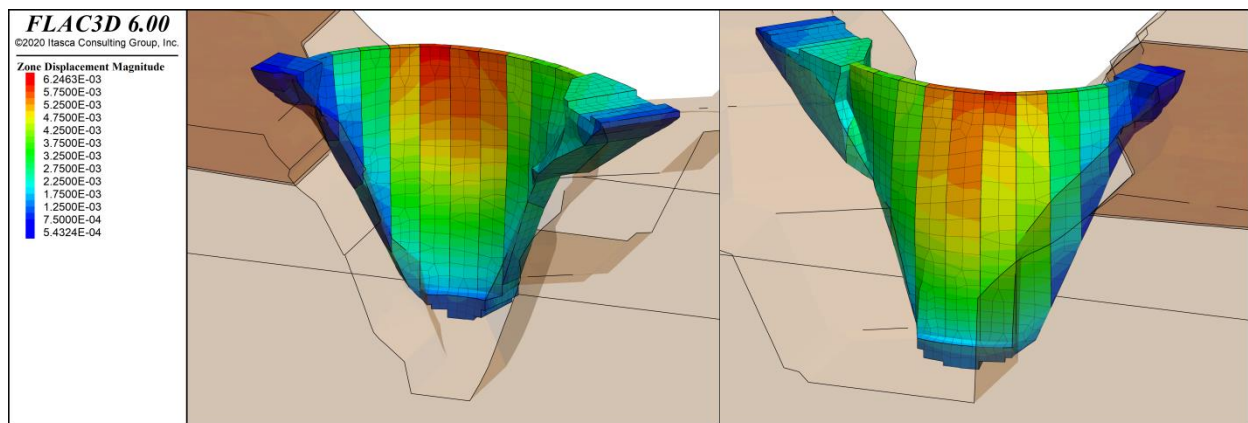 FLAC3D 6.00
©2020 Itasca Consulting Group, Inc.
Zone Displacement Magnitude
6.2463E-03
5.7500E-03
5.2500E-03
4.7500E-03
4.2500E-03
3.7500E-03
3.2500E-03
2.7500E-03
2.2500E-03
1.7500E-03
1.2500E-03
7.5000E-04
5.4324E-04